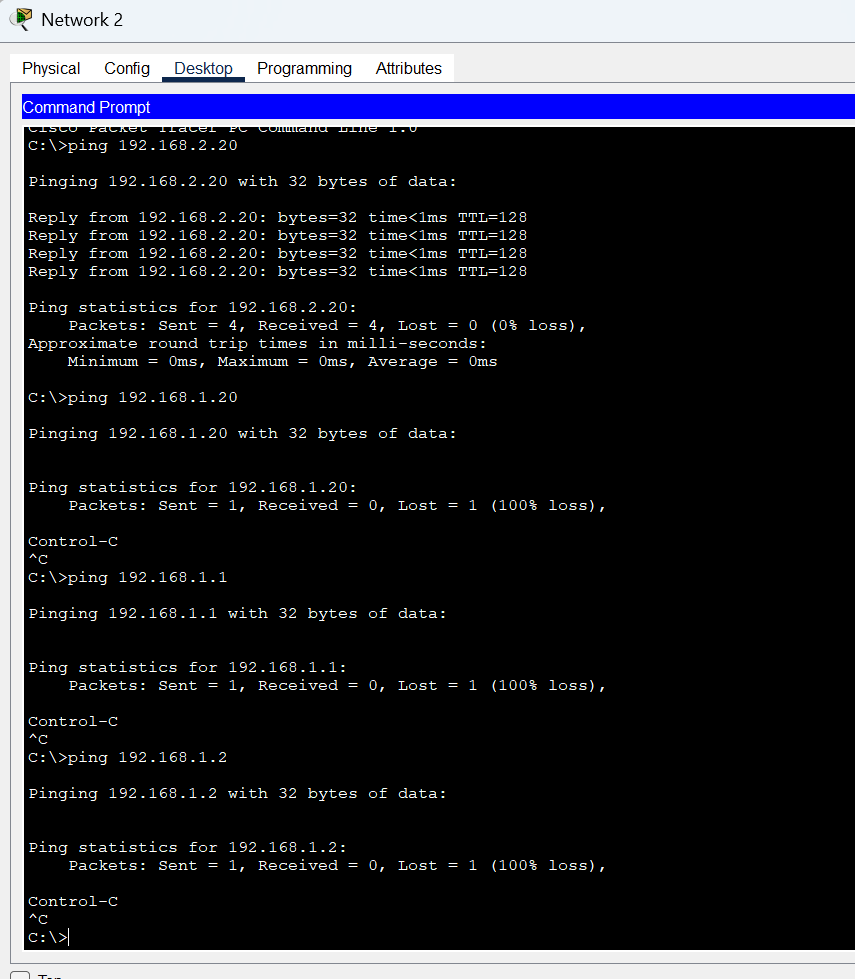 Network 2
Physical Config Desktop Programming Attributes
Command Prompt
Cisco Packet Tracer PC Command Line 1.0
C:\>ping 192.168.2.20
Pinging 192.168.2.20 with 32 bytes of data:
Reply from 192.168.2.20: bytes=32 time<1ms TTL=128
Reply from 192.168.2.20: bytes=32 time<1ms TTL=128
Reply from 192.168.2.20: bytes=32 time<1ms TTL=128
Reply from 192.168.2.20: bytes=32 time<1ms TTL=128
Ping statistics for 192.168.2.20:
Packets: Sent = 4, Received = 4, Lost = 0 (0% loss),
Approximate round trip times in milli-seconds:
Minimum = 0ms, Maximum = 0ms, Average = 0ms
C:\>ping 192.168.1.20
Pinging 192.168.1.20 with 32 bytes of data:
Ping statistics for 192.168.1.20:
Packets: Sent = 1, Received = 0, Lost = 1 (100% loss),
Control-C
^C
C:\>ping 192.168.1.1
Pinging 192.168.1.1 with 32 bytes of data:
Ping statistics for 192.168.1.1:
Packets: Sent = 1, Received = 0, Lost = 1 (100% loss),
Control-C
^C
C:\>ping 192.168.1.2
Pinging 192.168.1.2 with 32 bytes of data:
Ping statistics for 192.168.1.2:
Packets: Sent = 1, Received = 0, Lost = 1 (100% loss),
Control-C
^C
C:\>